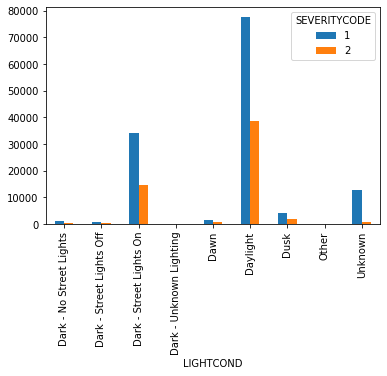 SEVERITYCODE
1
2
80000
70000
60000
50000
40000
30000
20000
10000
0
Dark - No Street Lights
Dark - Street Lights Off
Dark - Street Lights On
Dark - Unknown Lighting
Dawn
Daylight
Dusk
Other
Unknown
LIGHTCOND